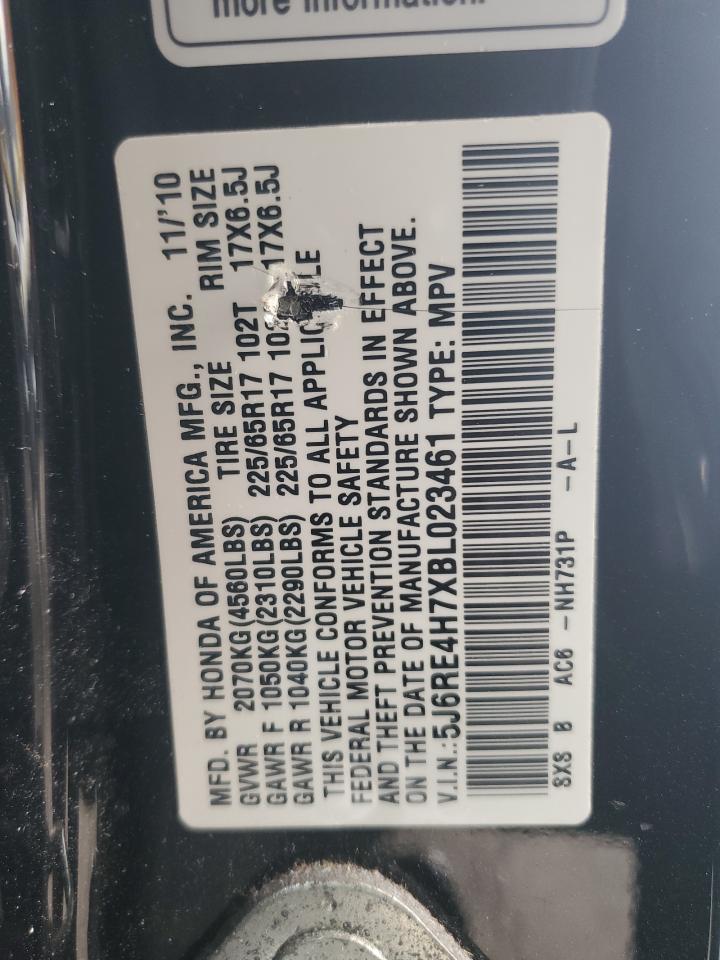 more information.
MFD. BY HONDA OF AMERICA MFG., INC. 11/'10
GVWR 2070KG(4560LBS) TIRE SIZE RIM SIZE
GAWR F 1050KG(2310LBS) 225/65R17 102T 17X6.5J
GAWR R 1040KG(2290LBS) 225/65R17 17X6.5J
THIS VEHICLE CONFORMS TO ALL
FEDERAL MOTOR VEHICLE SAFETY
AND THEFT PREVENTION STANDARDS IN EFFECT
ON THE DATE OF MANUFACTURE SHOWN ABOVE.
V.I.N.:5J6RE4H7XBL023461 TYPE: MPV
SXS B AC6 -NH731P -A-L